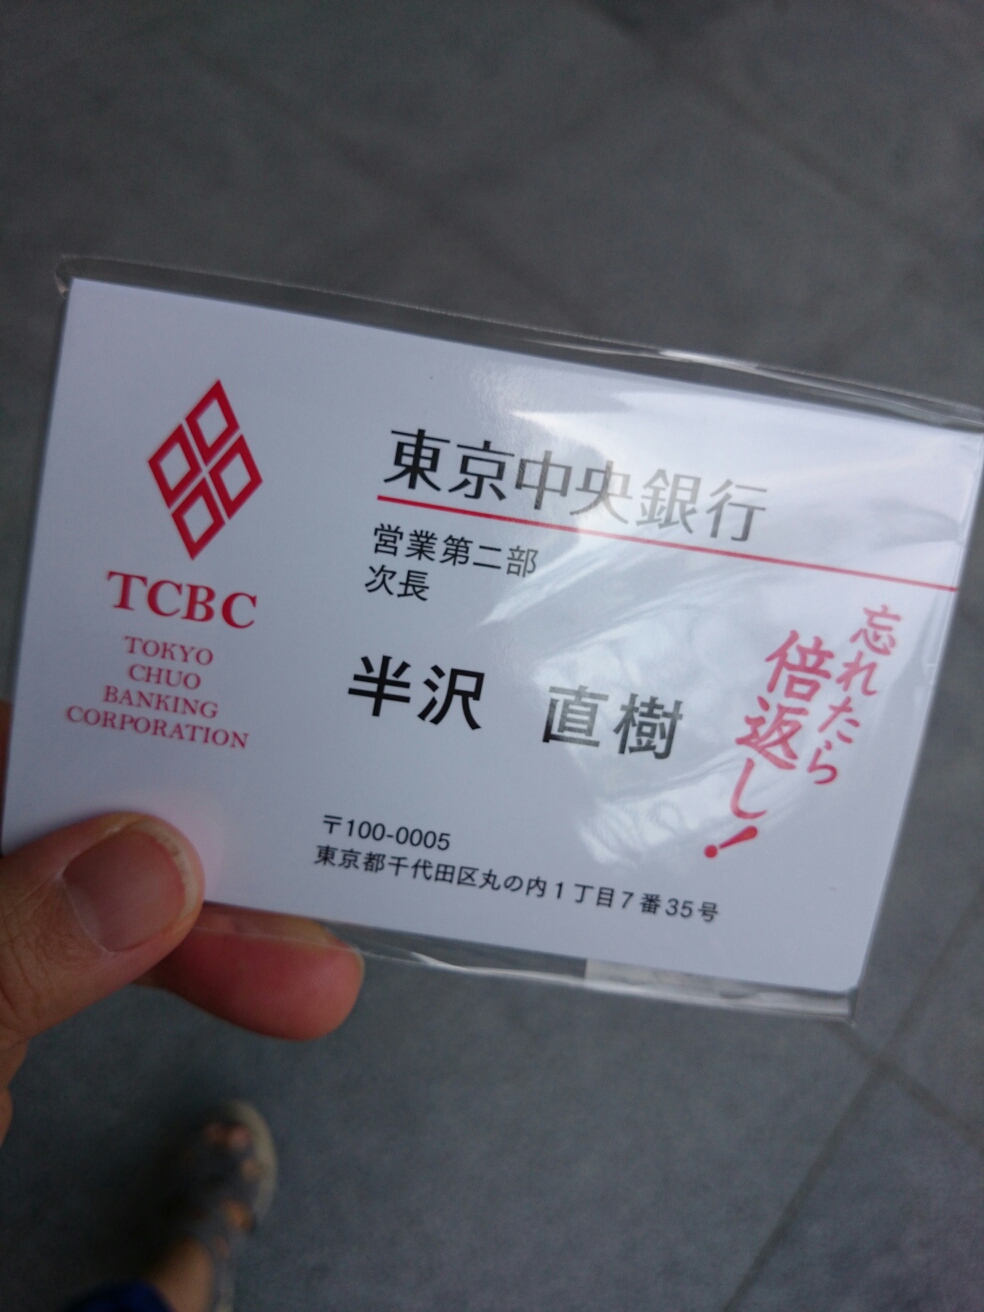 東京中央銀行
営業第二部
次長
半沢 直樹
忘れたら
倍返し!
〒100-0005
東京都千代田区丸の内1丁目7番35号
TCBC
TOKYO
CHUO
BANKING
CORPORATION